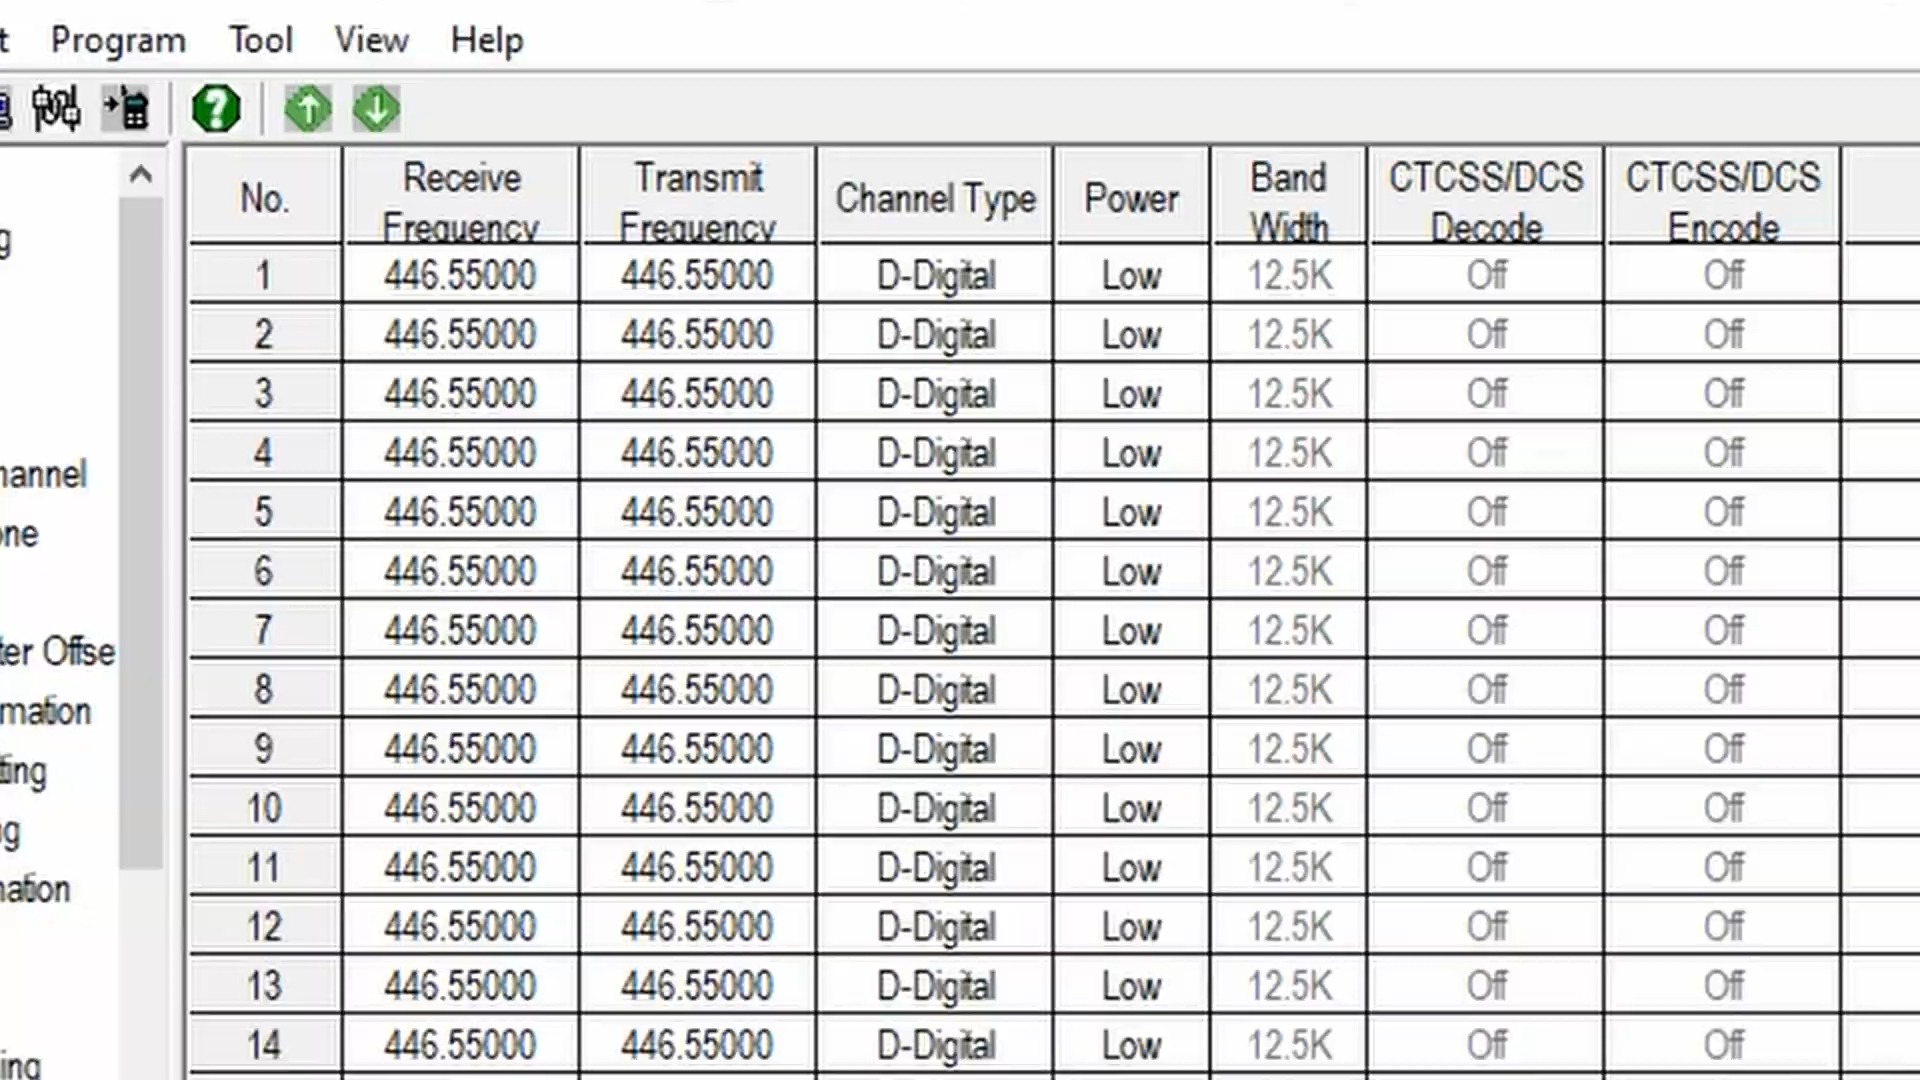 t Program Tool View Help
No. Receive Frequency Transmit Frequency Channel Type Power Band Width CTCSS/DCS Decode CTCSS/DCS Encode
1 446.55000 446.55000 D-Digital Low 12.5K Off Off
2 446.55000 446.55000 D-Digital Low 12.5K Off Off
3 446.55000 446.55000 D-Digital Low 12.5K Off Off
4 446.55000 446.55000 D-Digital Low 12.5K Off Off
5 446.55000 446.55000 D-Digital Low 12.5K Off Off
6 446.55000 446.55000 D-Digital Low 12.5K Off Off
7 446.55000 446.55000 D-Digital Low 12.5K Off Off
8 446.55000 446.55000 D-Digital Low 12.5K Off Off
9 446.55000 446.55000 D-Digital Low 12.5K Off Off
10 446.55000 446.55000 D-Digital Low 12.5K Off Off
11 446.55000 446.55000 D-Digital Low 12.5K Off Off
12 446.55000 446.55000 D-Digital Low 12.5K Off Off
13 446.55000 446.55000 D-Digital Low 12.5K Off Off
14 446.55000 446.55000 D-Digital Low 12.5K Off Off
g
hannel
one
ter Offse
mation
ting
ng
nation
ing